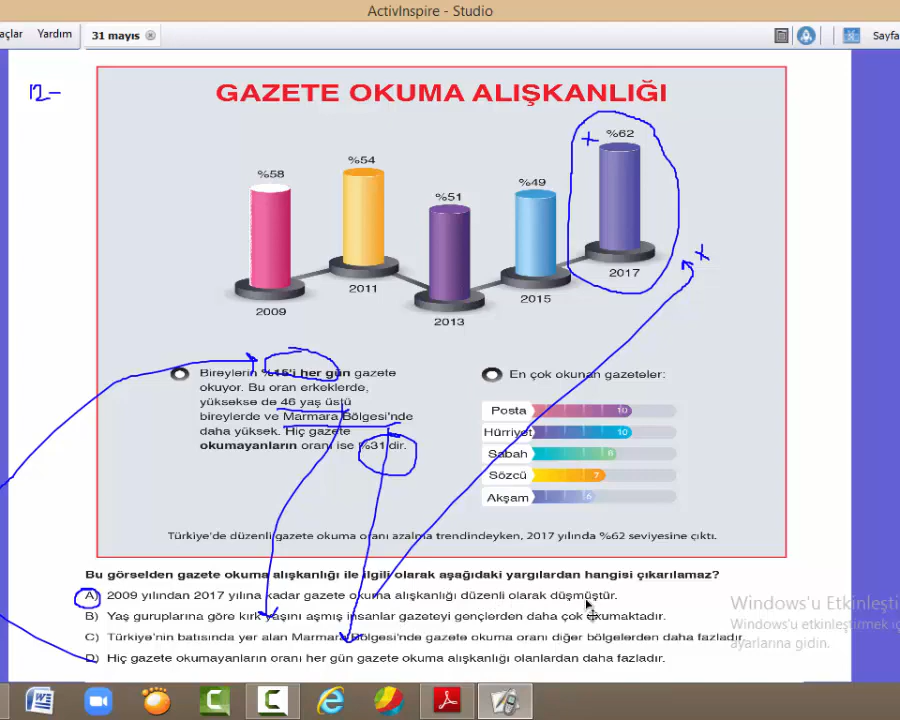 ActivInspire - Studio
açlar Yardım 31 mayıs Sayfa
12-
GAZETE OKUMA ALIŞKANLIĞI
%58
%54
%51
%49
%62
2009
2011
2013
2015
2017
Bireylerin %15'i her gün gazete
okuyor. Bu oran erkeklerde,
yüksekse de 46 yaş üstü
bireylerde ve Marmara Bölgesi'nde
daha yüksek. Hiç gazete
okumayanların oranı ise %31'dir.
En çok okunan gazeteler:
Posta 10
Hürriyet 10
Sabah 8
Sözcü 7
Akşam 6
Türkiye'de düzenli gazete okuma oranı azalma trendindeyken, 2017 yılında %62 seviyesine çıktı.
Bu görselden gazete okuma alışkanlığı ile ilgili olarak aşağıdaki yargılardan hangisi çıkarılamaz?
A) 2009 yılından 2017 yılına kadar gazete okuma alışkanlığı düzenli olarak düşmüştür.
B) Yaş guruplarına göre kırk yaşını aşmış insanlar gazeteyi gençlerden daha çok okumaktadır.
C) Türkiye'nin batısında yer alan Marmara Bölgesi'nde gazete okuma oranı diğer bölgelerden daha fazladır.
D) Hiç gazete okumayanların oranı her gün gazete okuma alışkanlığı olanlardan daha fazladır.
Windows'u Etkinleşti
Windows'u etkinleştirmek iç
ayarlarına gidin.